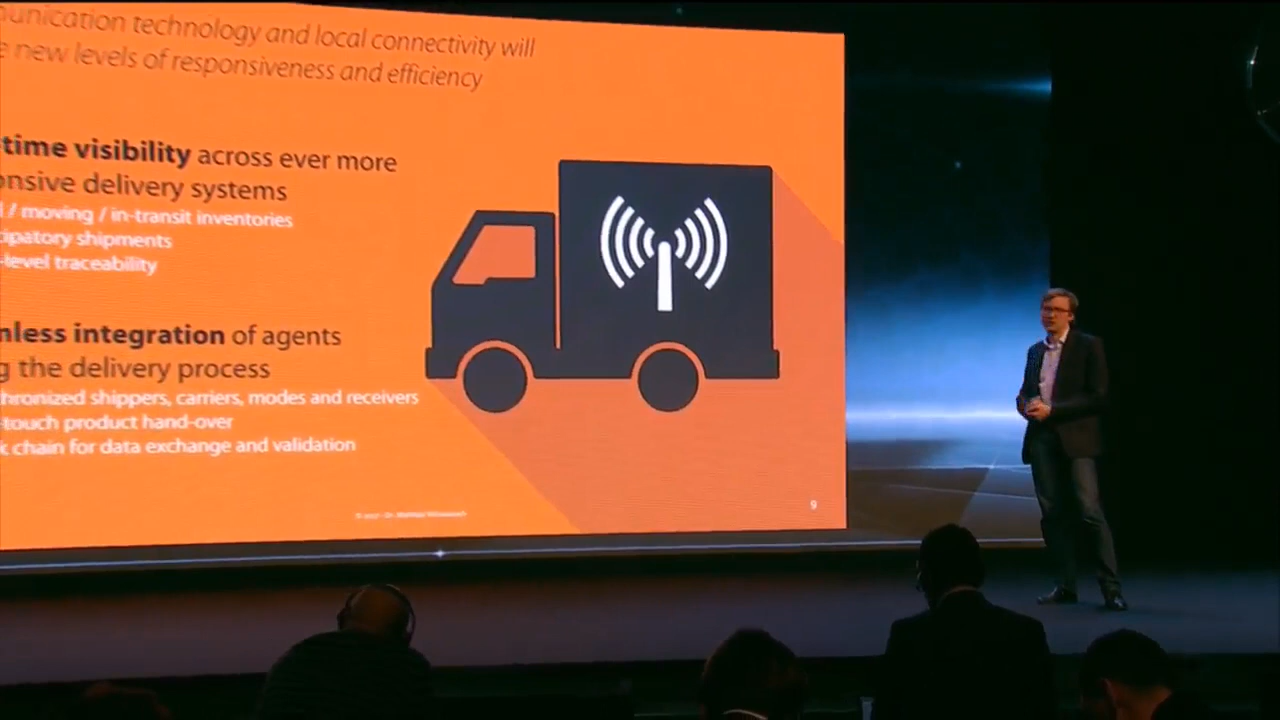 unication technology and local connectivity will
e new levels of responsiveness and efficiency
-time visibility across ever more
onsive delivery systems
/ moving / in-transit inventories
ipatory shipments
-level traceability
nless integration of agents
g the delivery process
hronized shippers, carriers, modes and receivers
-touch product hand-over
k chain for data exchange and validation
9